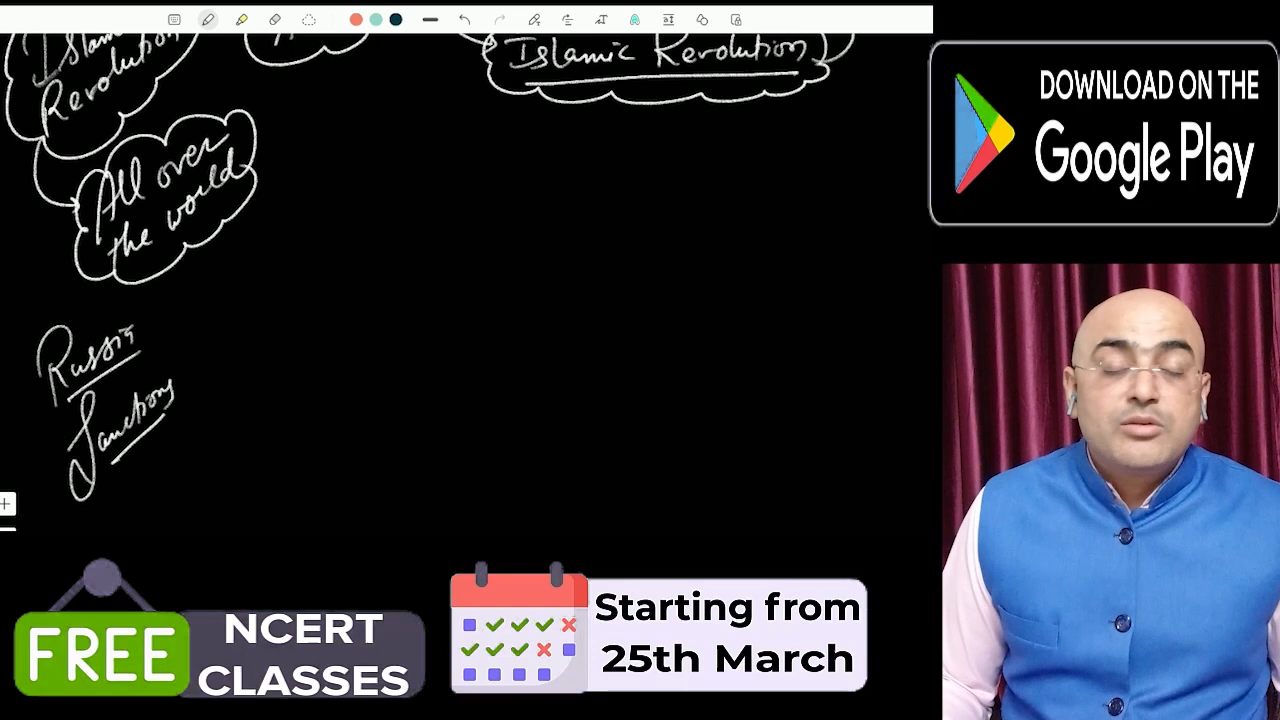 Islamic
Revolution
Islamic Revolution
All over
the world
Russia
Sanctions
DOWNLOAD ON THE
Google Play
FREE
NCERT
CLASSES
Starting from
25th March